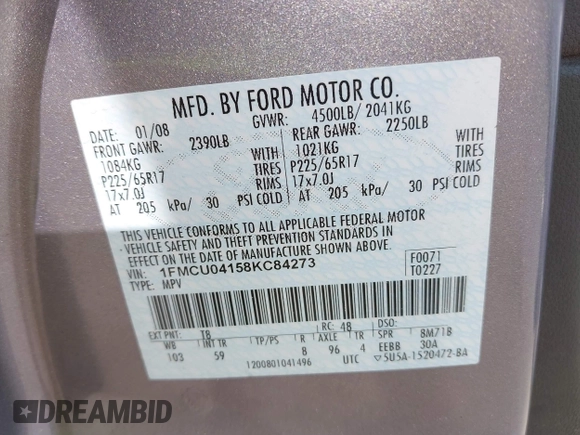 MFD. BY FORD MOTOR CO.
DATE: 01/08 GVWR: 4500LB/ 2041KG
FRONT GAWR: 2390LB REAR GAWR: 2250LB
1084KG WITH 1021KG WITH
P225/65R17 TIRES P225/65R17 TIRES
17x7.0J RIMS 17x7.0J RIMS
AT 205 kPa/ 30 PSI COLD AT 205 kPa/ 30 PSI COLD
THIS VEHICLE CONFORMS TO ALL APPLICABLE FEDERAL MOTOR
VEHICLE SAFETY AND THEFT PREVENTION STANDARDS IN
EFFECT ON THE DATE OF MANUFACTURE SHOWN ABOVE.
VIN: 1FMCU04158KC84273 F0071
TYPE: MPV T0227
EXT PNT: T8 RC: 48 DSO:
WB INT TR TP/PS R AXLE TR SPR 8M71B
103 59 B 96 4 EEBB 30A
1200801041496 UTC 5U5A-1520472-BA
DREAMBID.com